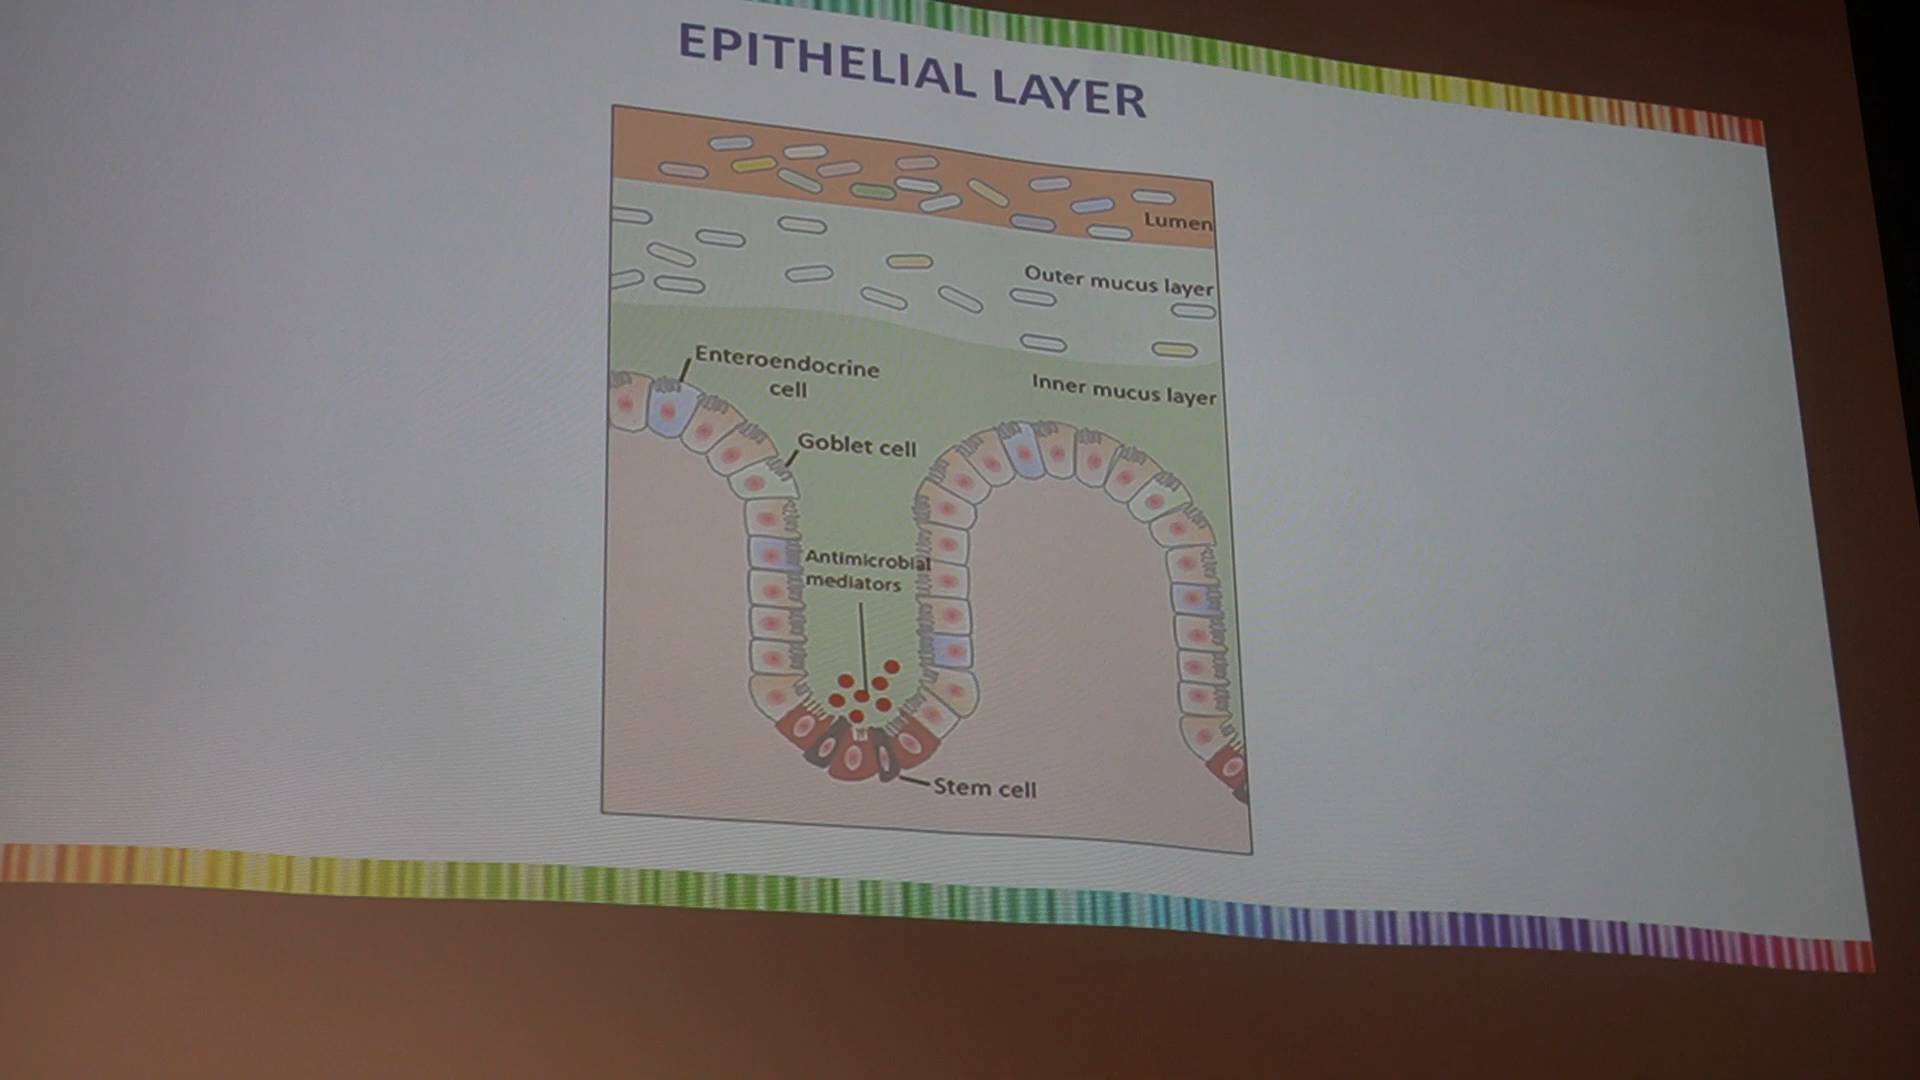 EPITHELIAL LAYER
Lumen
Outer mucus layer
Inner mucus layer
Enteroendocrine
cell
Goblet cell
Antimicrobial
mediators
Stem cell